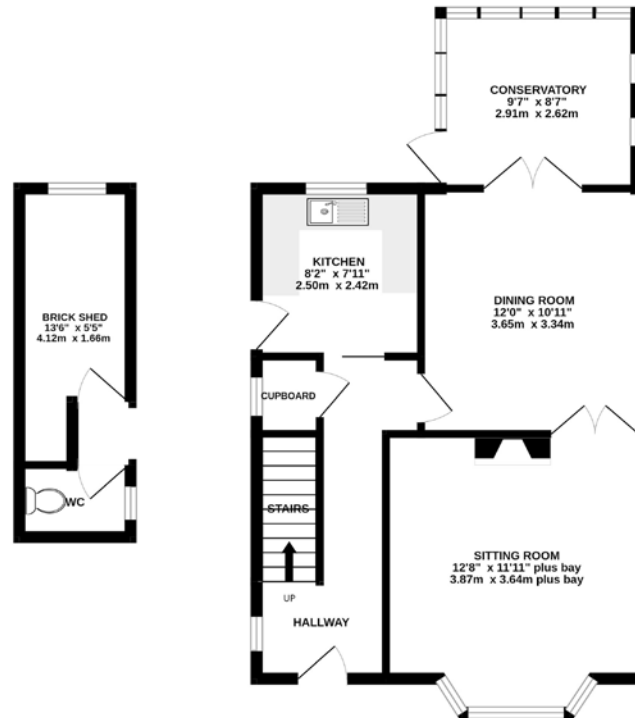 CONSERVATORY
9'7" x 8'7"
2.91m x 2.62m
KITCHEN
8'2" x 7'11"
2.50m x 2.42m
BRICK SHED
13'6" x 5'5"
4.12m x 1.66m
DINING ROOM
12'0" x 10'11"
3.65m x 3.34m
CUPBOARD
WC
STAIRS
UP
HALLWAY
SITTING ROOM
12'8" x 11'11" plus bay
3.87m x 3.64m plus bay